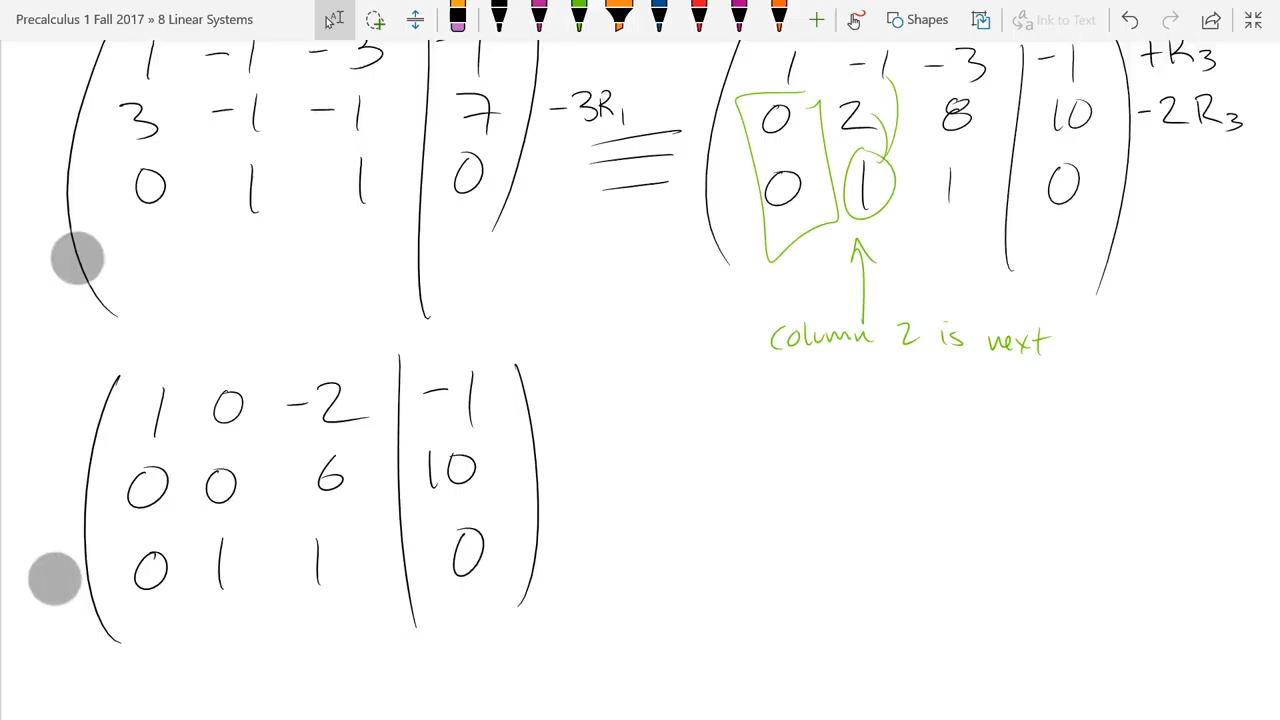 Precalculus 1 Fall 2017 » 8 Linear Systems
Shapes
Ink to Text
1 -1 -3 | -1
3 -1 -1 | 7 -3R1
0 1 1 | 0
1 -1 -3 | -1 +R3
0 2 8 | 10 -2R3
0 1 1 | 0
column 2 is next
1 0 -2 | -1
0 0 6 | 10
0 1 1 | 0